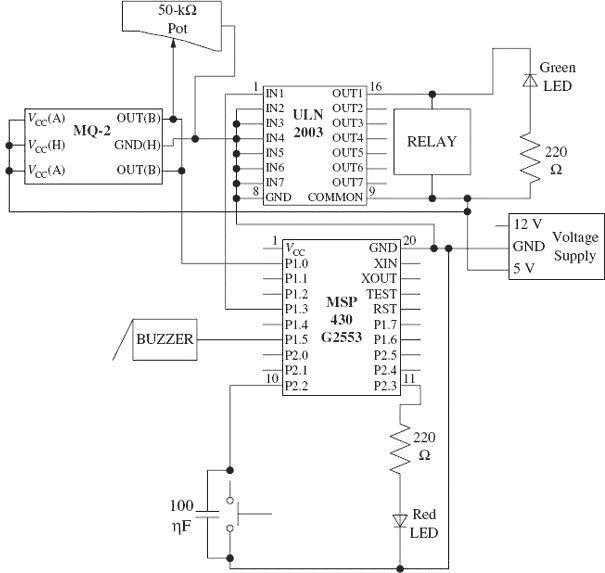 50-kΩ
Pot
V_CC(A) OUT(B)
MQ-2
V_CC(H) GND(H)
V_CC(A) OUT(B)
1 IN1 OUT1 16
IN2 OUT2
IN3 ULN OUT3
IN4 2003 OUT4
IN5 OUT5
IN6 OUT6
IN7 OUT7
8 GND COMMON 9
RELAY
Green
LED
220
Ω
12 V
GND Voltage
Supply
5 V
1 V_CC GND 20
P1.0 XIN
P1.1 XOUT
P1.2 TEST
MSP
P1.3 RST
430
P1.4 P1.7
G2553
P1.5 P1.6
P2.0 P2.5
P2.1 P2.4
10 P2.2 P2.3 11
BUZZER
220
Ω
100
ηF
Red
LED